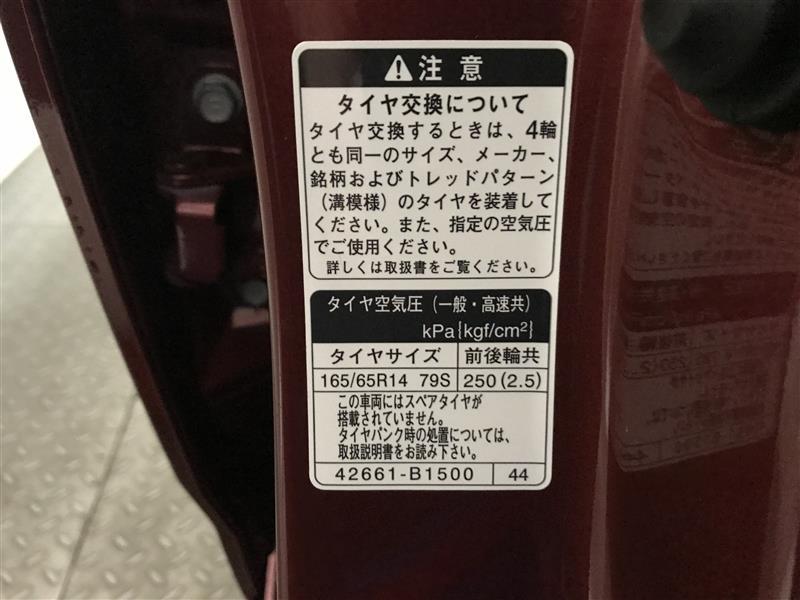 注意
タイヤ交換について
タイヤ交換するときは、4輪
とも同一のサイズ、メーカー、
銘柄およびトレッドパターン
（溝模様）のタイヤを装着して
ください。また、指定の空気圧
でご使用ください。
詳しくは取扱書をご覧ください。
タイヤ空気圧（一般・高速共）
kPa{kgf/cm²}
タイヤサイズ 前後輪共
165/65R14 79S 250(2.5)
この車両にはスペアタイヤが
搭載されていません。
タイヤパンク時の処置については、
取扱説明書をお読み下さい。
42661-B1500 44